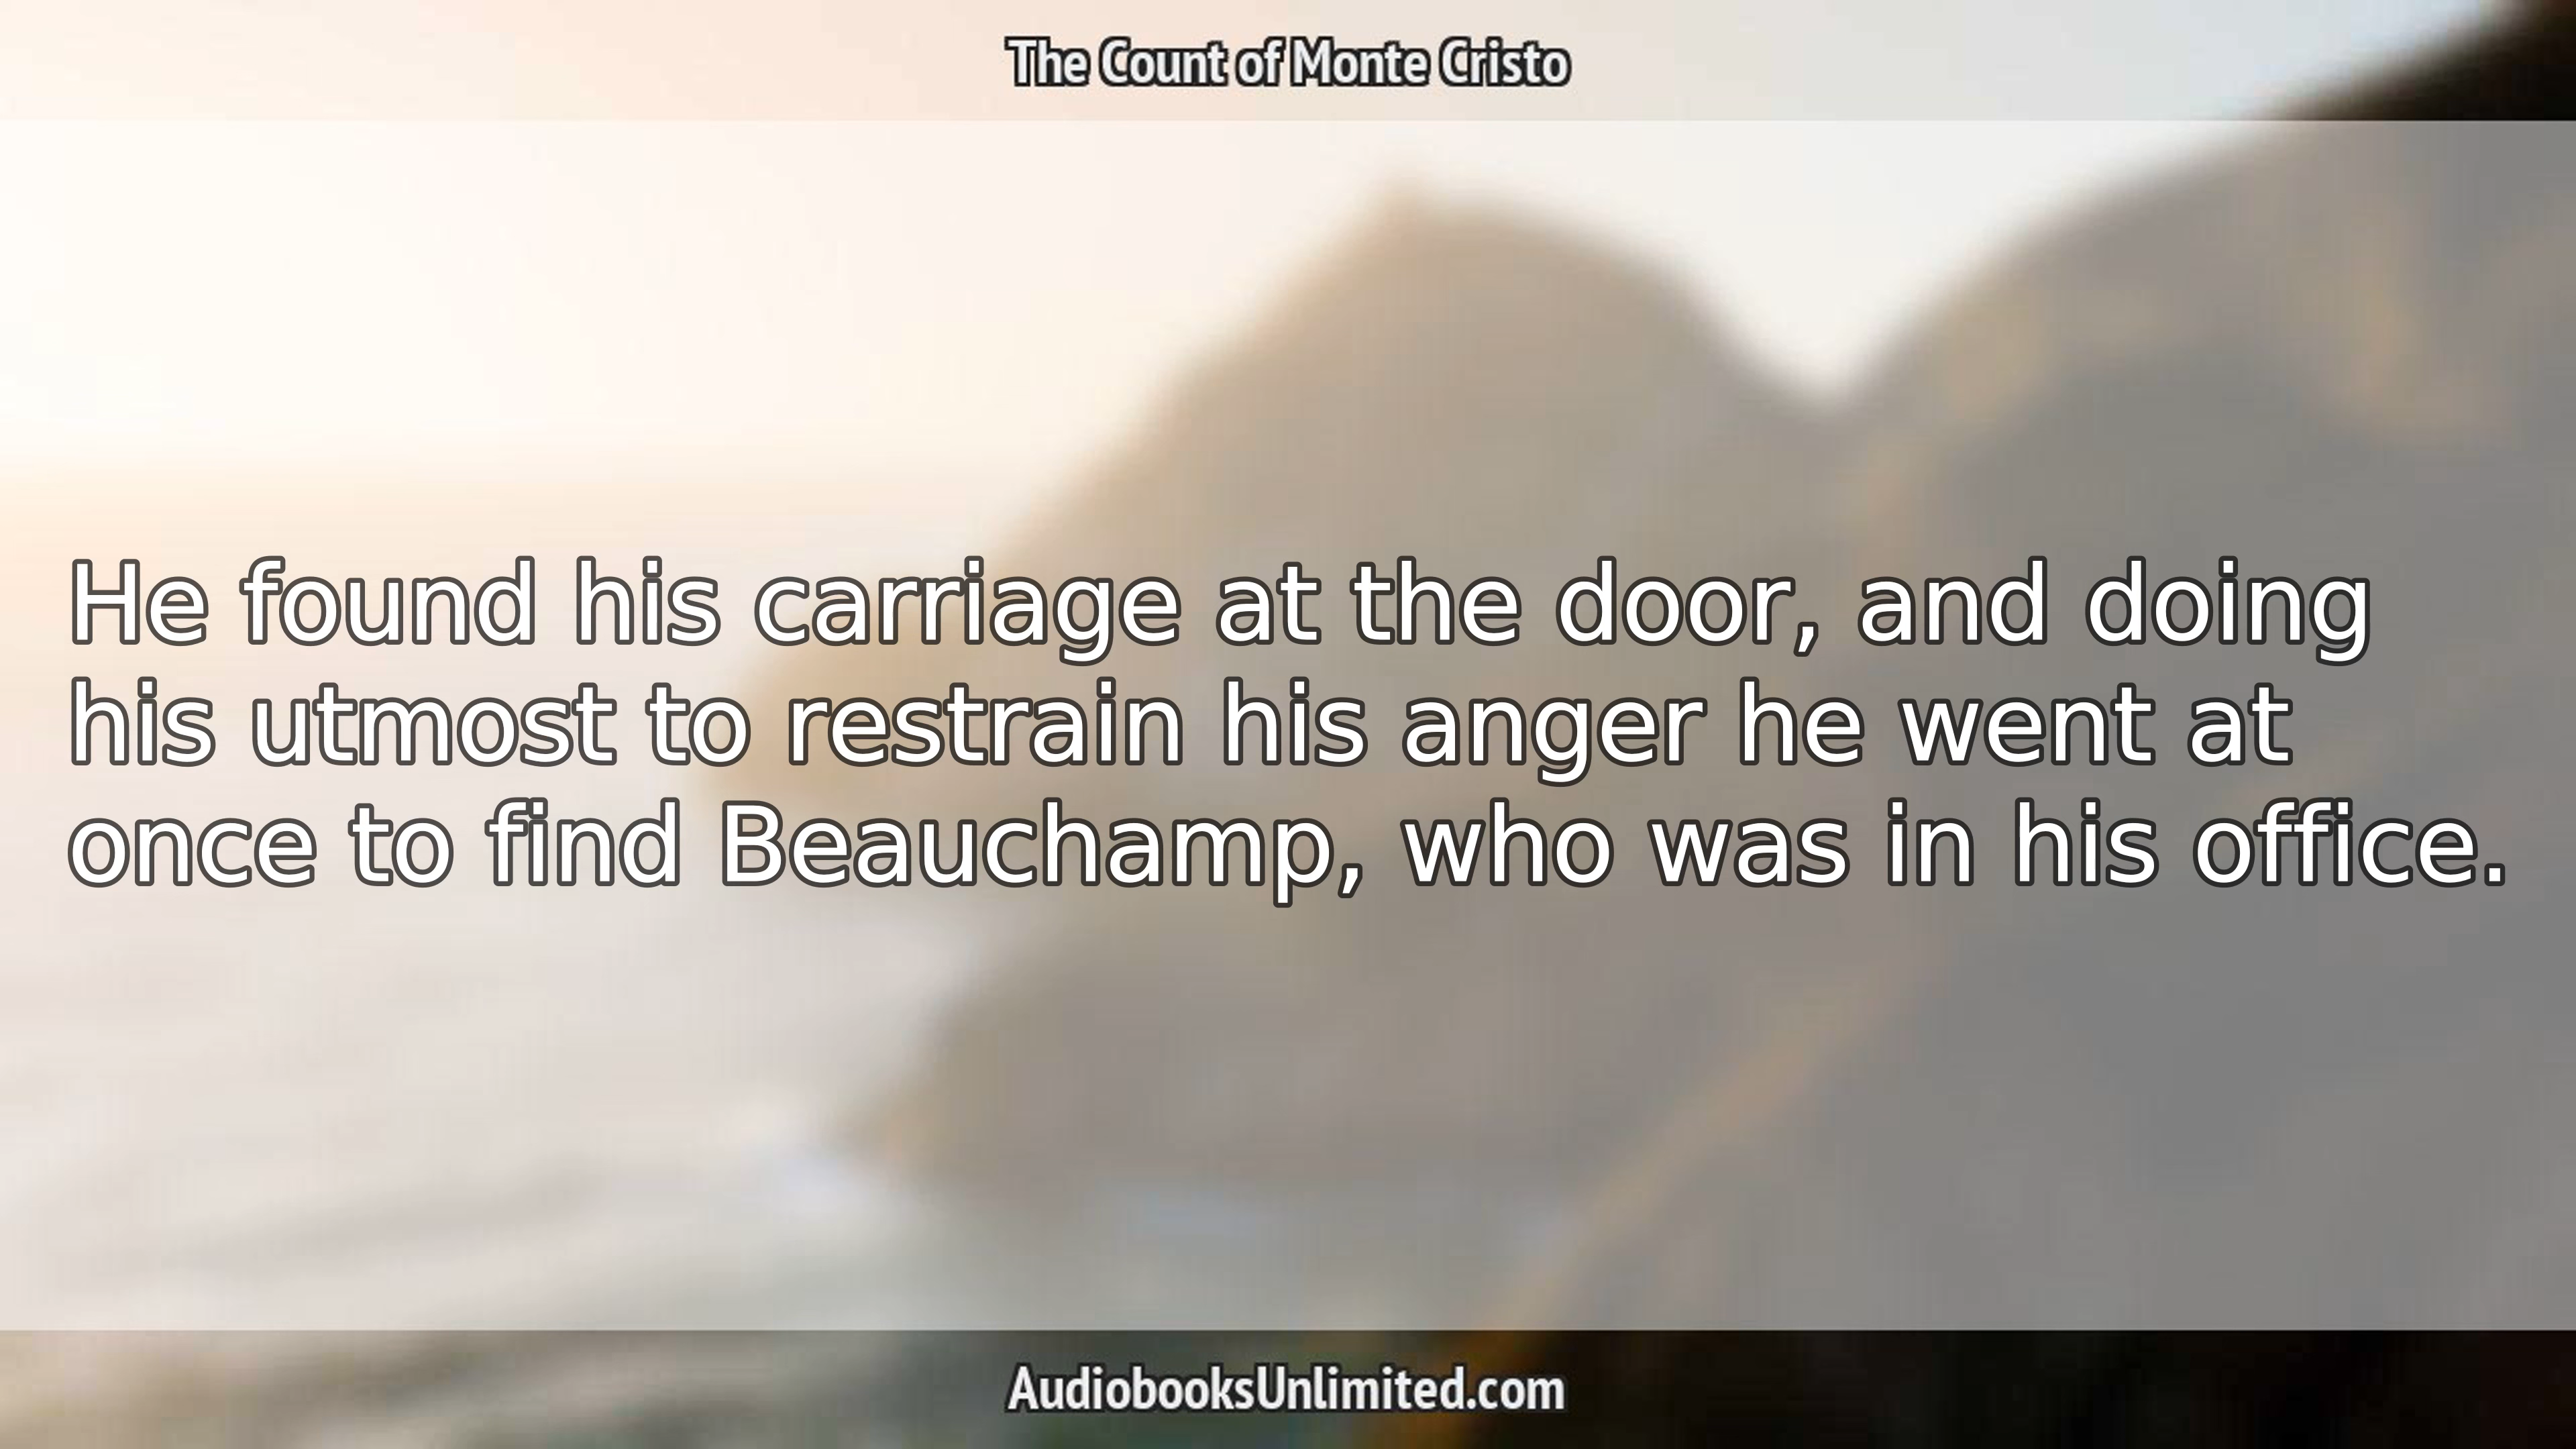 The Count of Monte Cristo
He found his carriage at the door, and doing
his utmost to restrain his anger he went at
once to find Beauchamp, who was in his office.
AudiobooksUnlimited.com